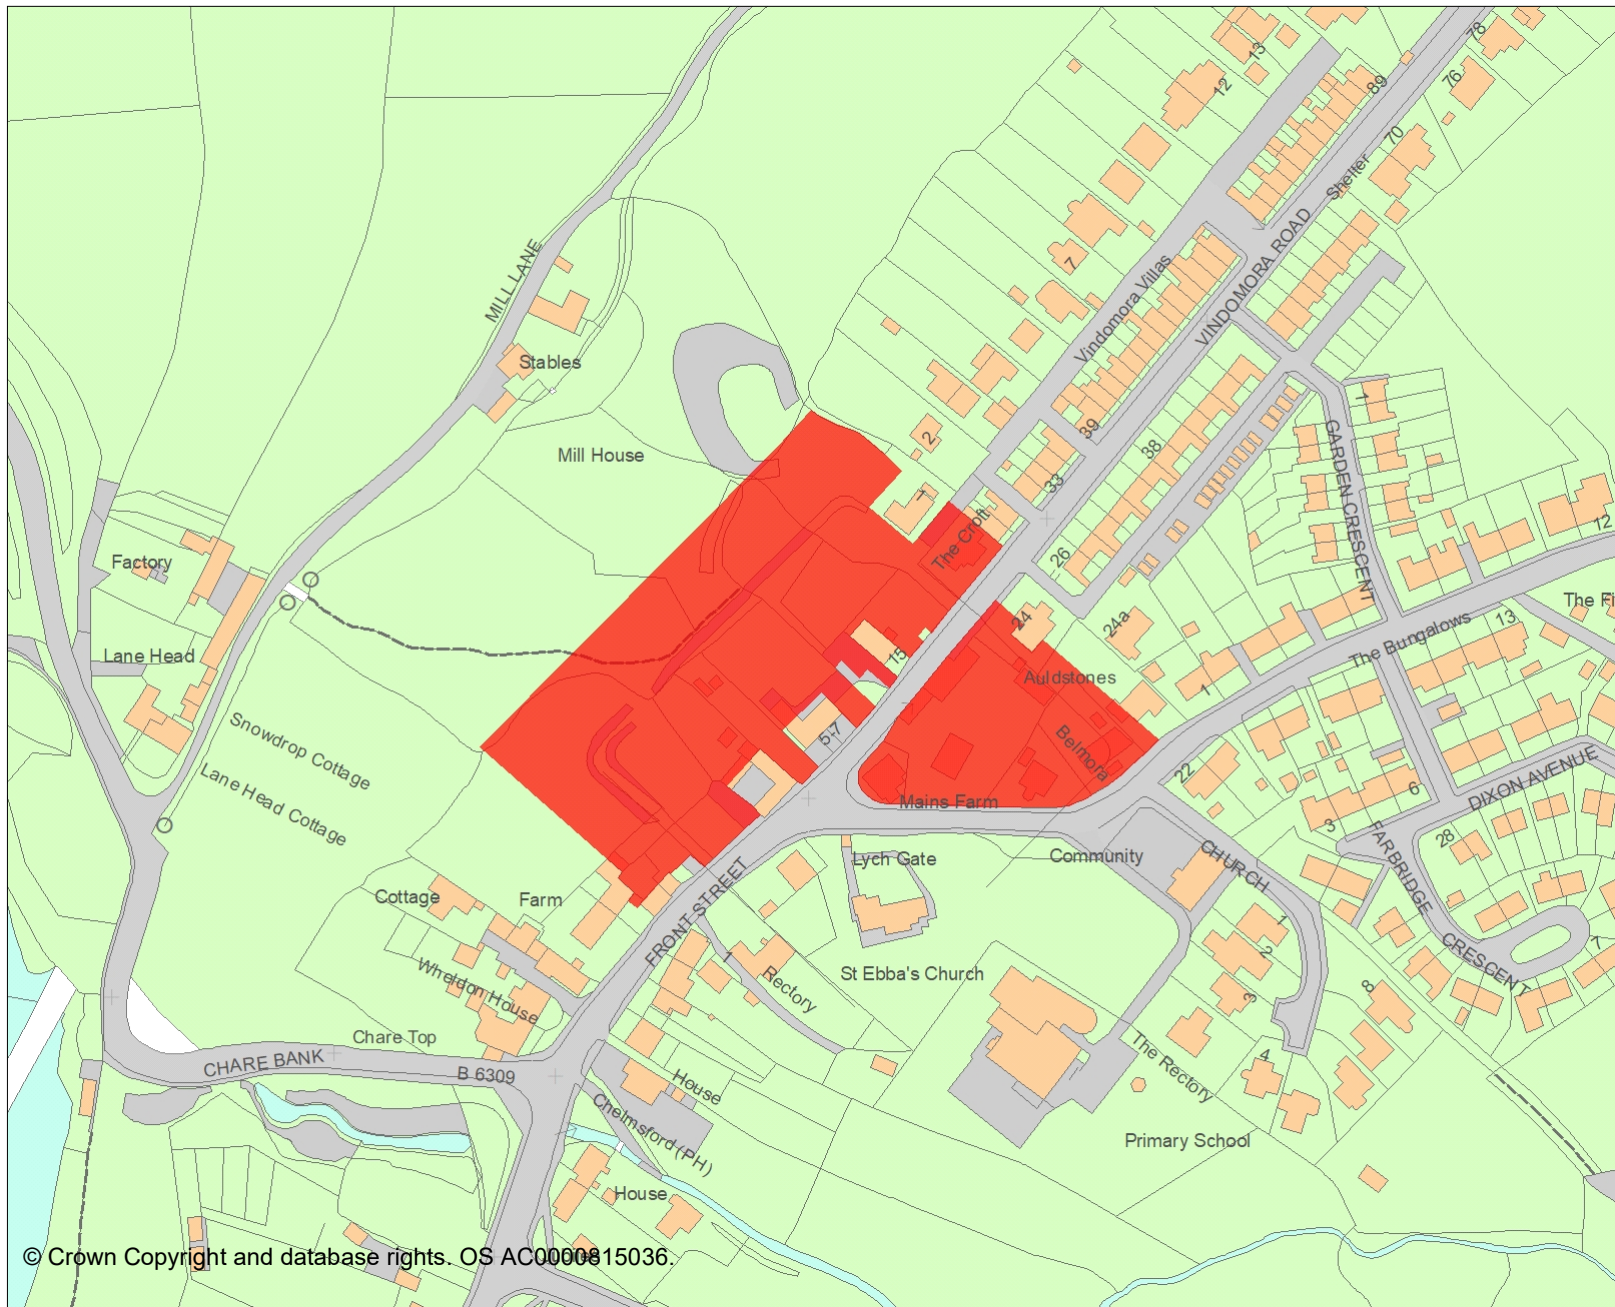 78
13
76
12
89
70
Shelter
VINDOMORA ROAD
Vindomora Villas
7
MILL LANE
Stables
1
2
39
38
Mill House
33
GARDEN CRESCENT
1
The Croft
12
26
Factory
The Fi
24
24a
13
The Bungalows
Lane Head
15
Auldstones
1
Snowdrop Cottage
5-7
Belmora
22
DIXON AVENUE
Lane Head Cottage
Mains Farm
6
3
28
FARBRIDGE CRESCENT
Lych Gate
Community
CHURCH
Cottage
Farm
FRONT STREET
1
7
2
1
Rectory
St Ebba's Church
Wheldon House
3
8
Chare Top
CHARE BANK
B 6309
The Rectory
4
House
Chelmsford (PH)
Primary School
House
© Crown Copyright and database rights. OS AC0000815036.